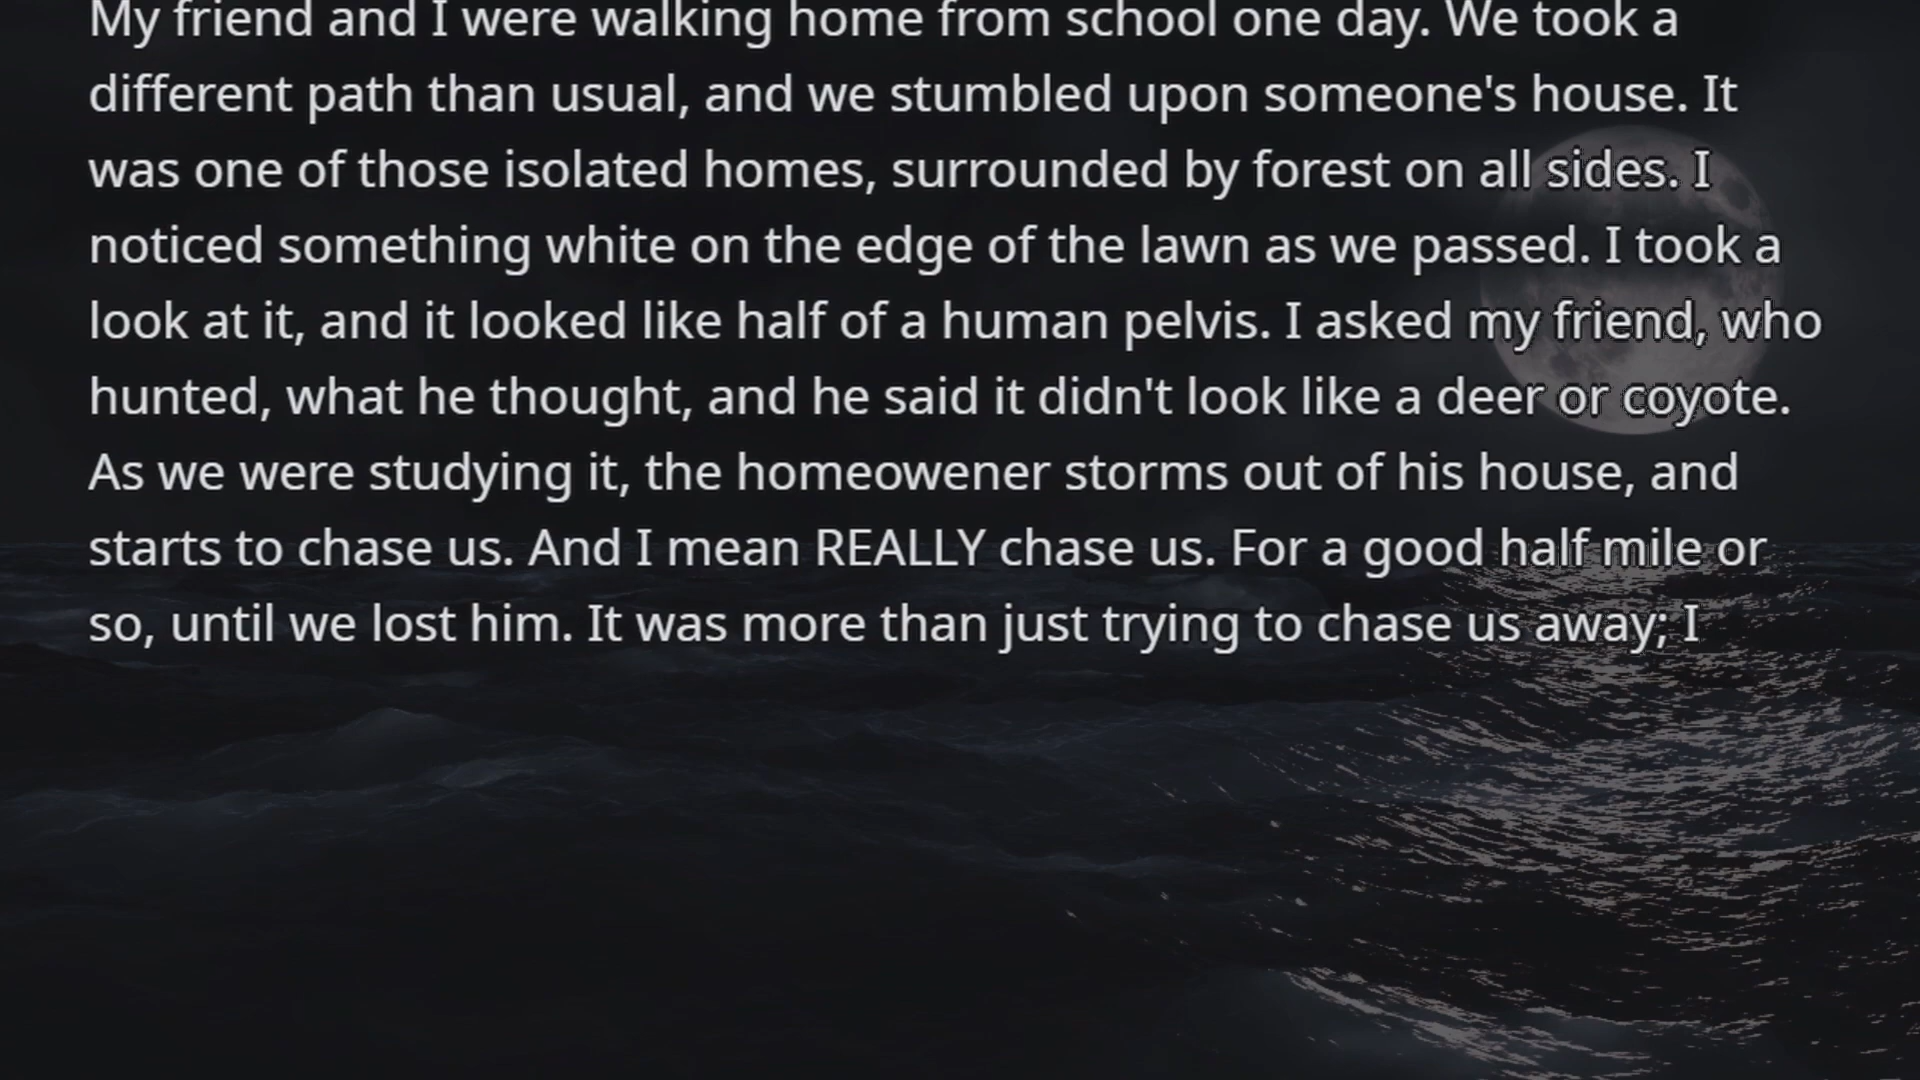 My friend and I were walking home from school one day. We took a
different path than usual, and we stumbled upon someone's house. It
was one of those isolated homes, surrounded by forest on all sides. I
noticed something white on the edge of the lawn as we passed. I took a
look at it, and it looked like half of a human pelvis. I asked my friend, who
hunted, what he thought, and he said it didn't look like a deer or coyote.
As we were studying it, the homeowener storms out of his house, and
starts to chase us. And I mean REALLY chase us. For a good half mile or
so, until we lost him. It was more than just trying to chase us away; I